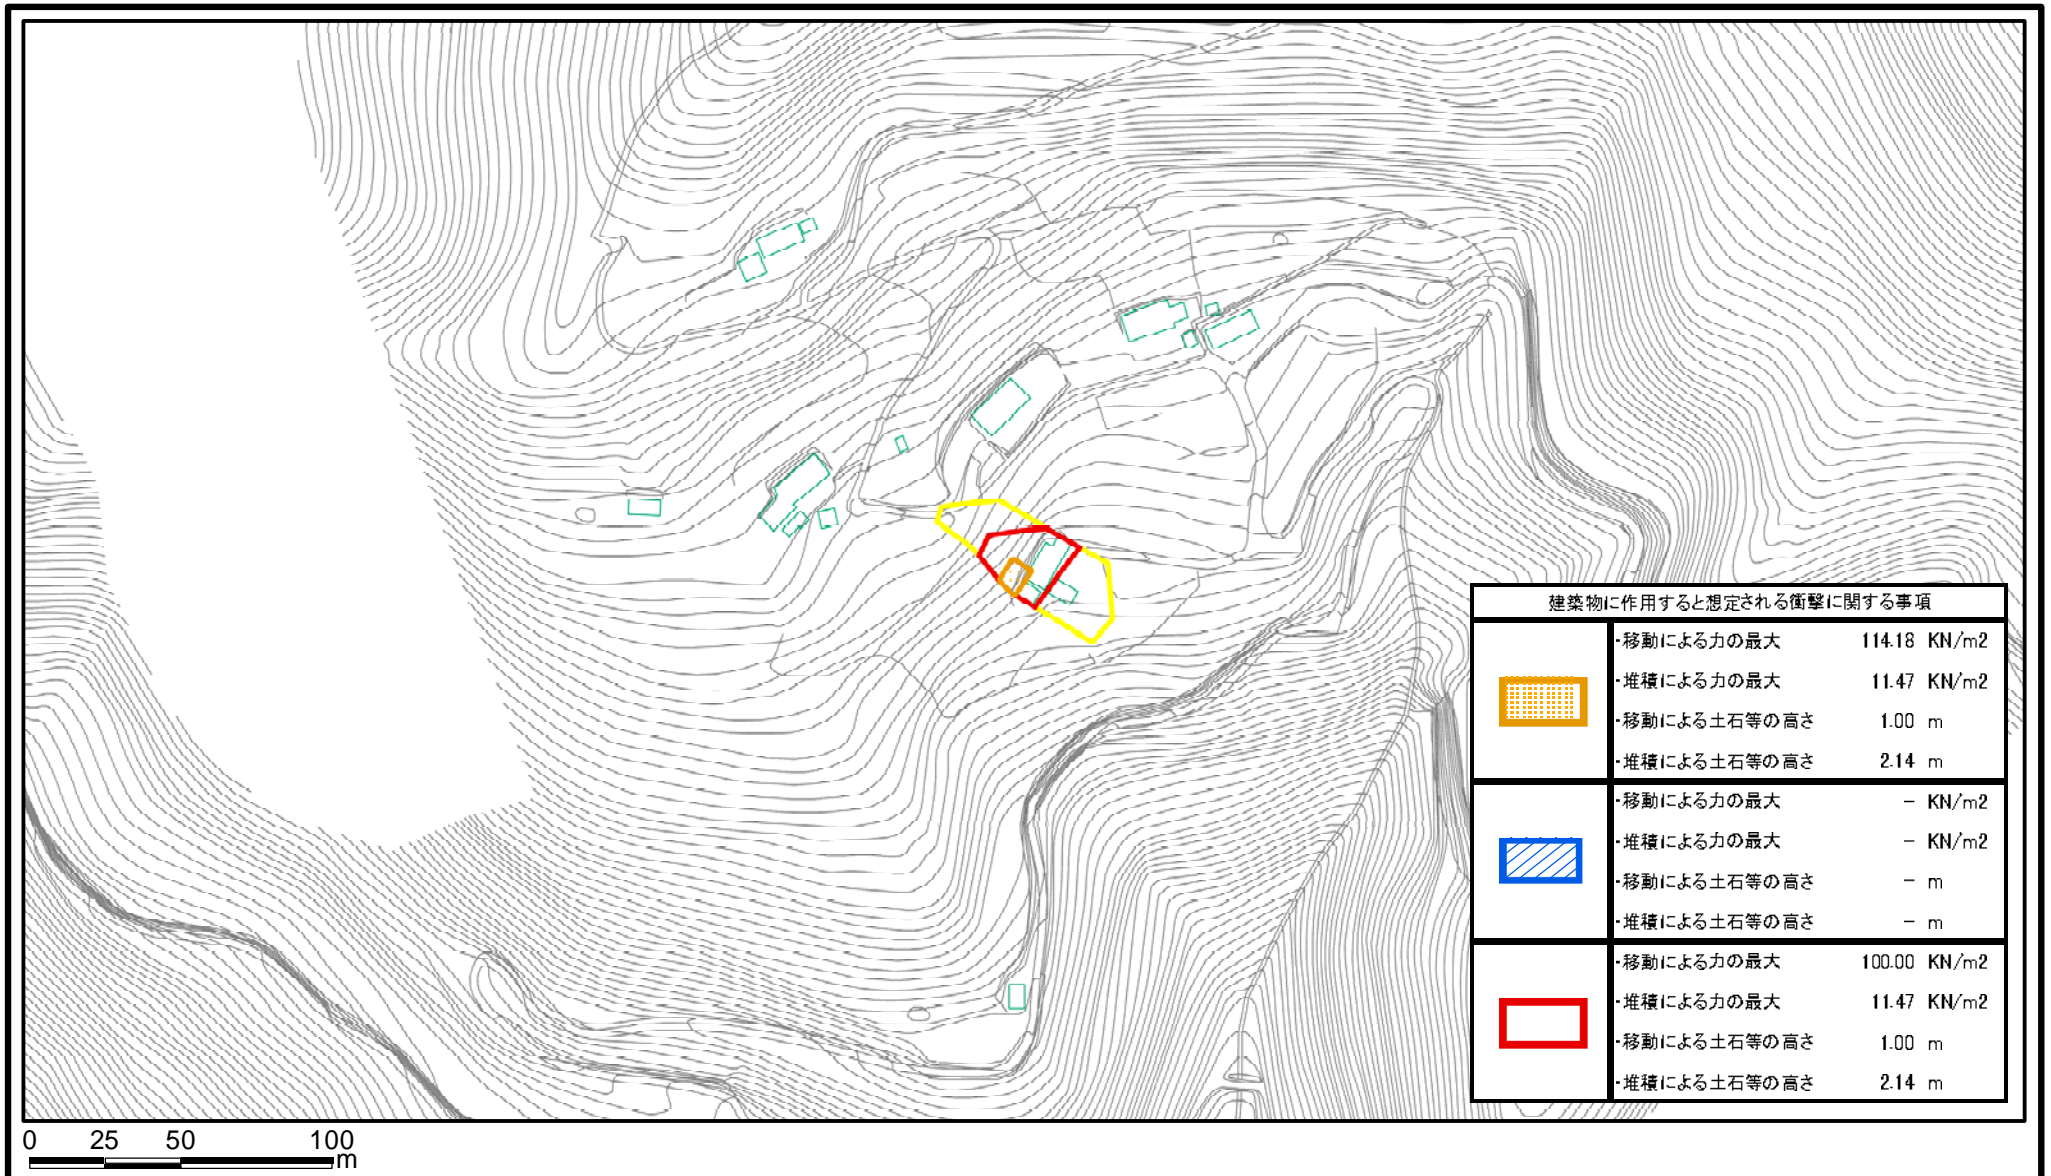 建築物に作用すると想定される衝撃に関する事項
・移動による力の最大 114.18 KN/m2
・堆積による力の最大 11.47 KN/m2
・移動による土石等の高さ 1.00 m
・堆積による土石等の高さ 2.14 m
・移動による力の最大 − KN/m2
・堆積による力の最大 − KN/m2
・移動による土石等の高さ − m
・堆積による土石等の高さ − m
・移動による力の最大 100.00 KN/m2
・堆積による力の最大 11.47 KN/m2
・移動による土石等の高さ 1.00 m
・堆積による土石等の高さ 2.14 m
0 25 50 100
m